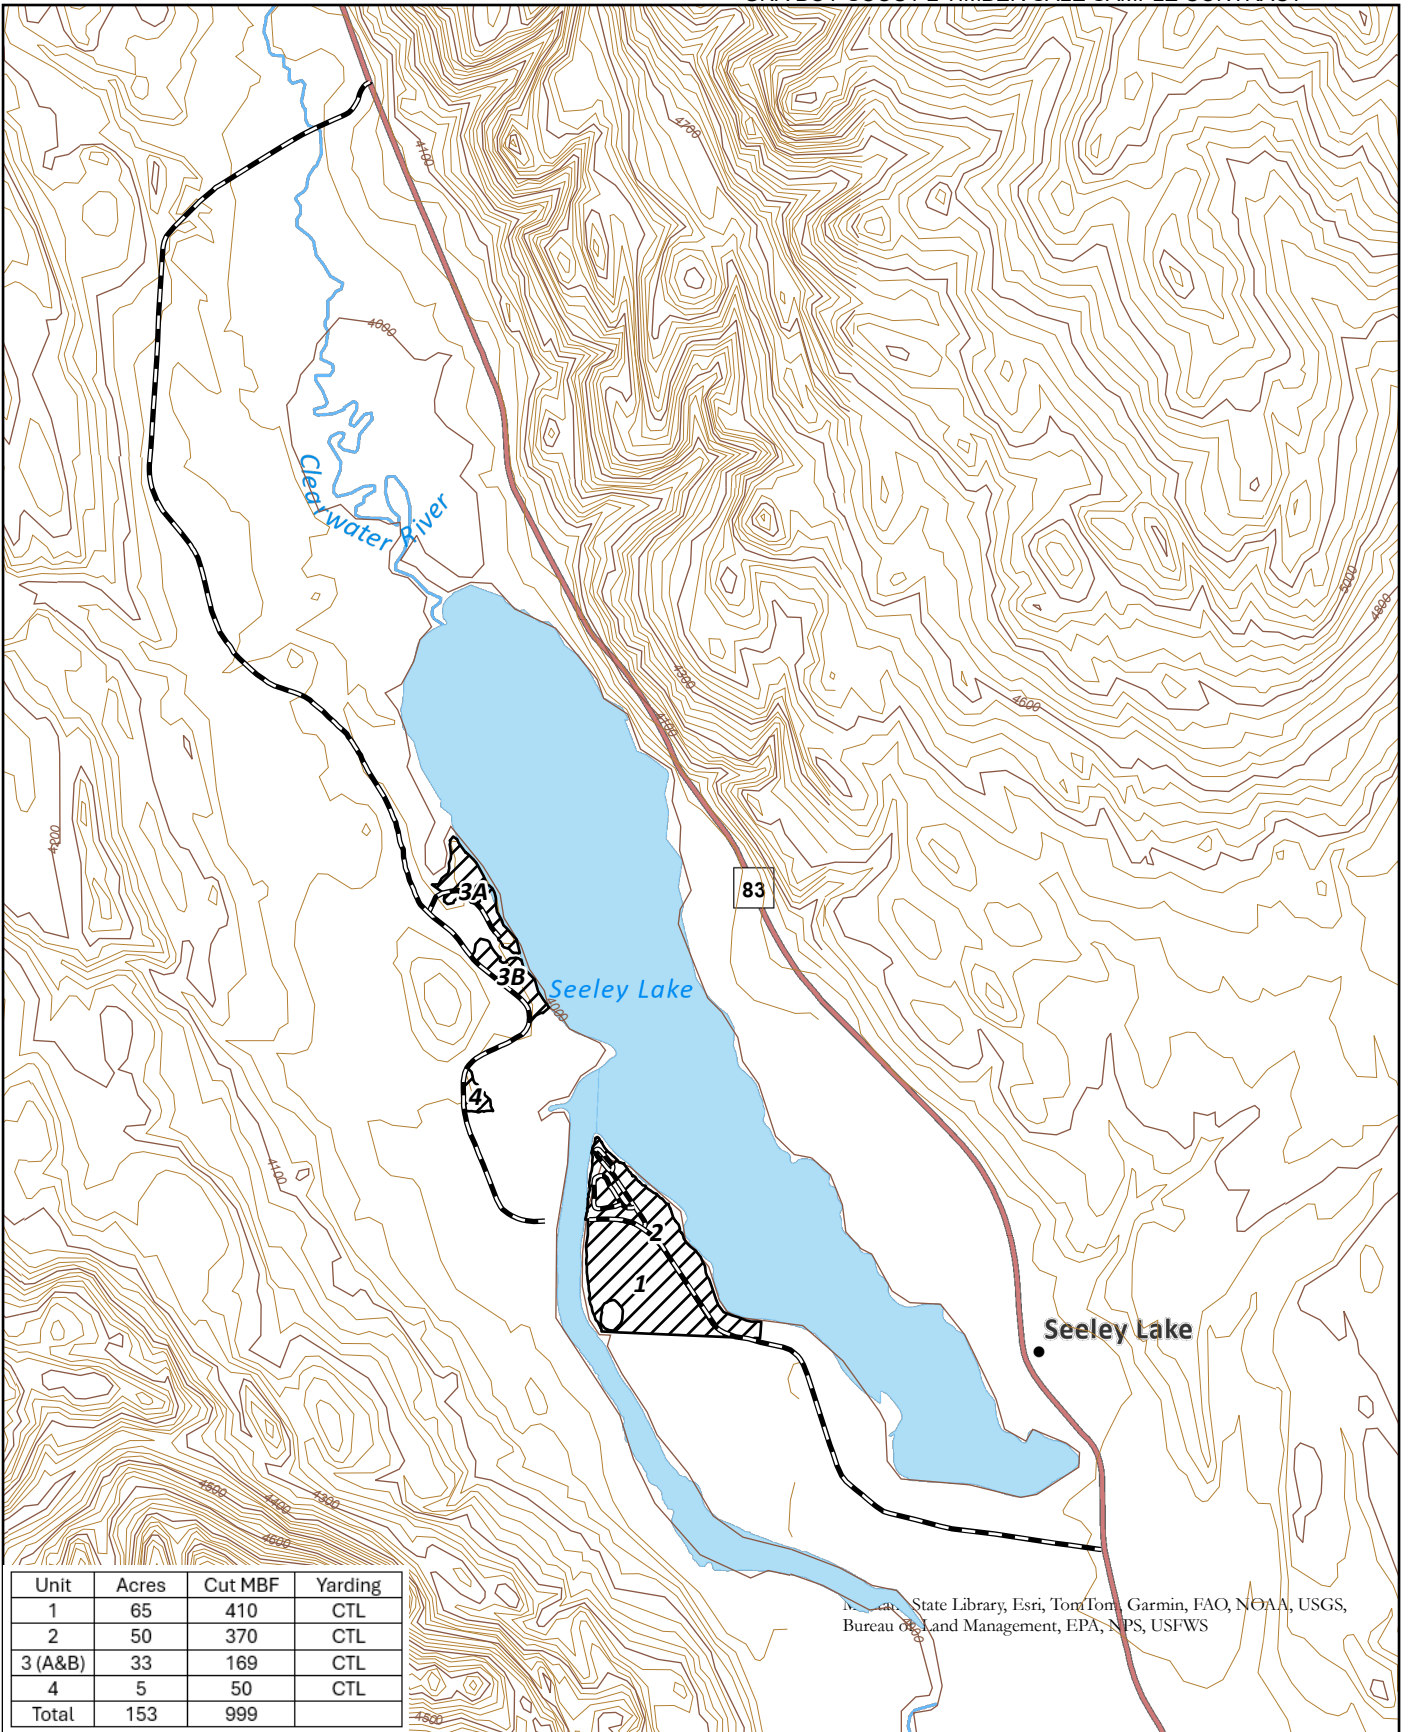 4700
4100
4000
Clearwater River
5000
4800
4300
4600
4100
4200
83
3A
3B
Seeley Lake
4000
4
4100
2
1
Seeley Lake
4500
4400
4300
4600
State Library, Esri, TomTom, Garmin, FAO, NOAA, USGS,
Bureau of Land Management, EPA, NPS, USFWS
Unit Acres Cut MBF Yarding
1 65 410 CTL
2 50 370 CTL
3 (A&B) 33 169 CTL
4 5 50 CTL
Total 153 999
4500